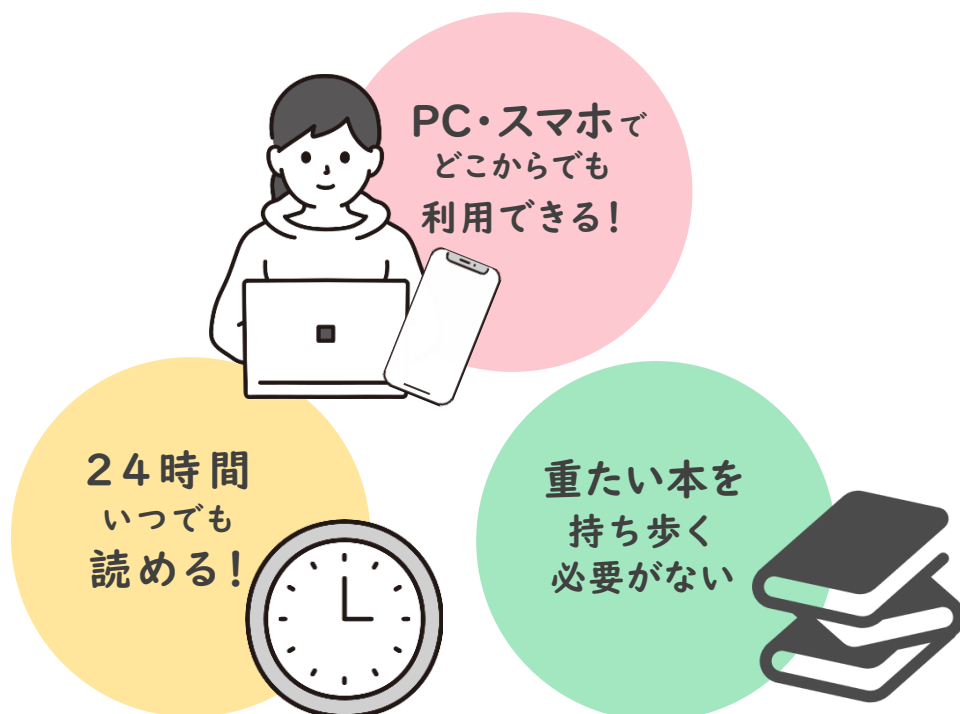 PC・スマホで
どこからでも
利用できる!
24時間
いつでも
読める!
重たい本を
持ち歩く
必要がない